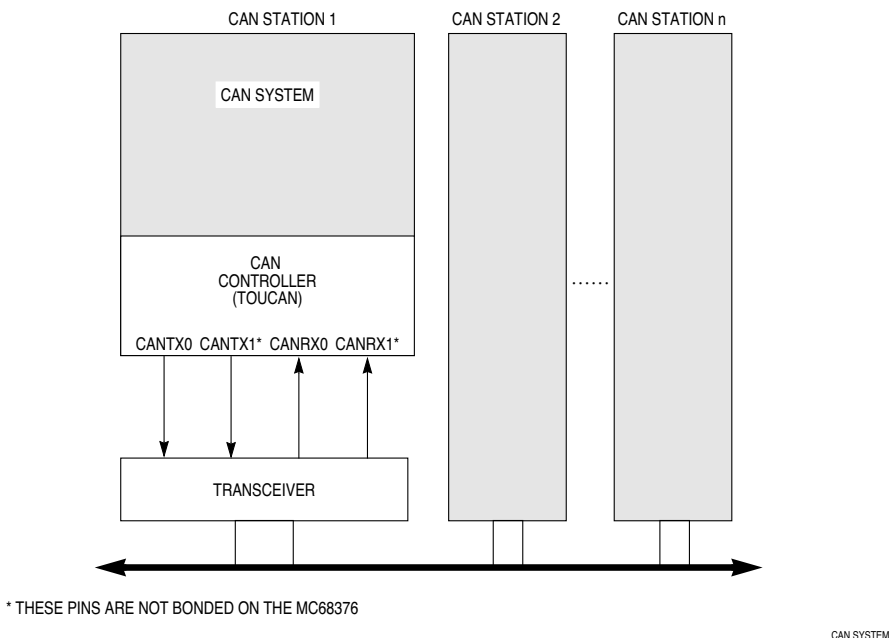 CAN STATION 1
CAN STATION 2
CAN STATION n
CAN SYSTEM
CAN
CONTROLLER
(TOUCAN)
......
CANTX0 CANTX1* CANRX0 CANRX1*
TRANSCEIVER
* THESE PINS ARE NOT BONDED ON THE MC68376
CAN SYSTEM